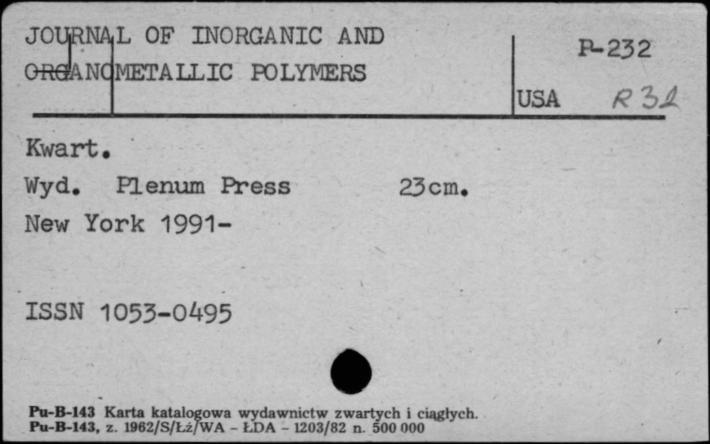 JOURNAL OF INORGANIC AND
P-232
ORGANOMETALLIC POLYMERS
USA R 32
Kwart.
Wyd. Plenum Press 23cm.
New York 1991-
ISSN 1053-0495
Pu-B-143 Karta katalogowa wydawnictw zwartych i ciągłych.
Pu-B-143, z. 1962/S/Łż/WA - ŁDA - 1203/82 n. 500 000